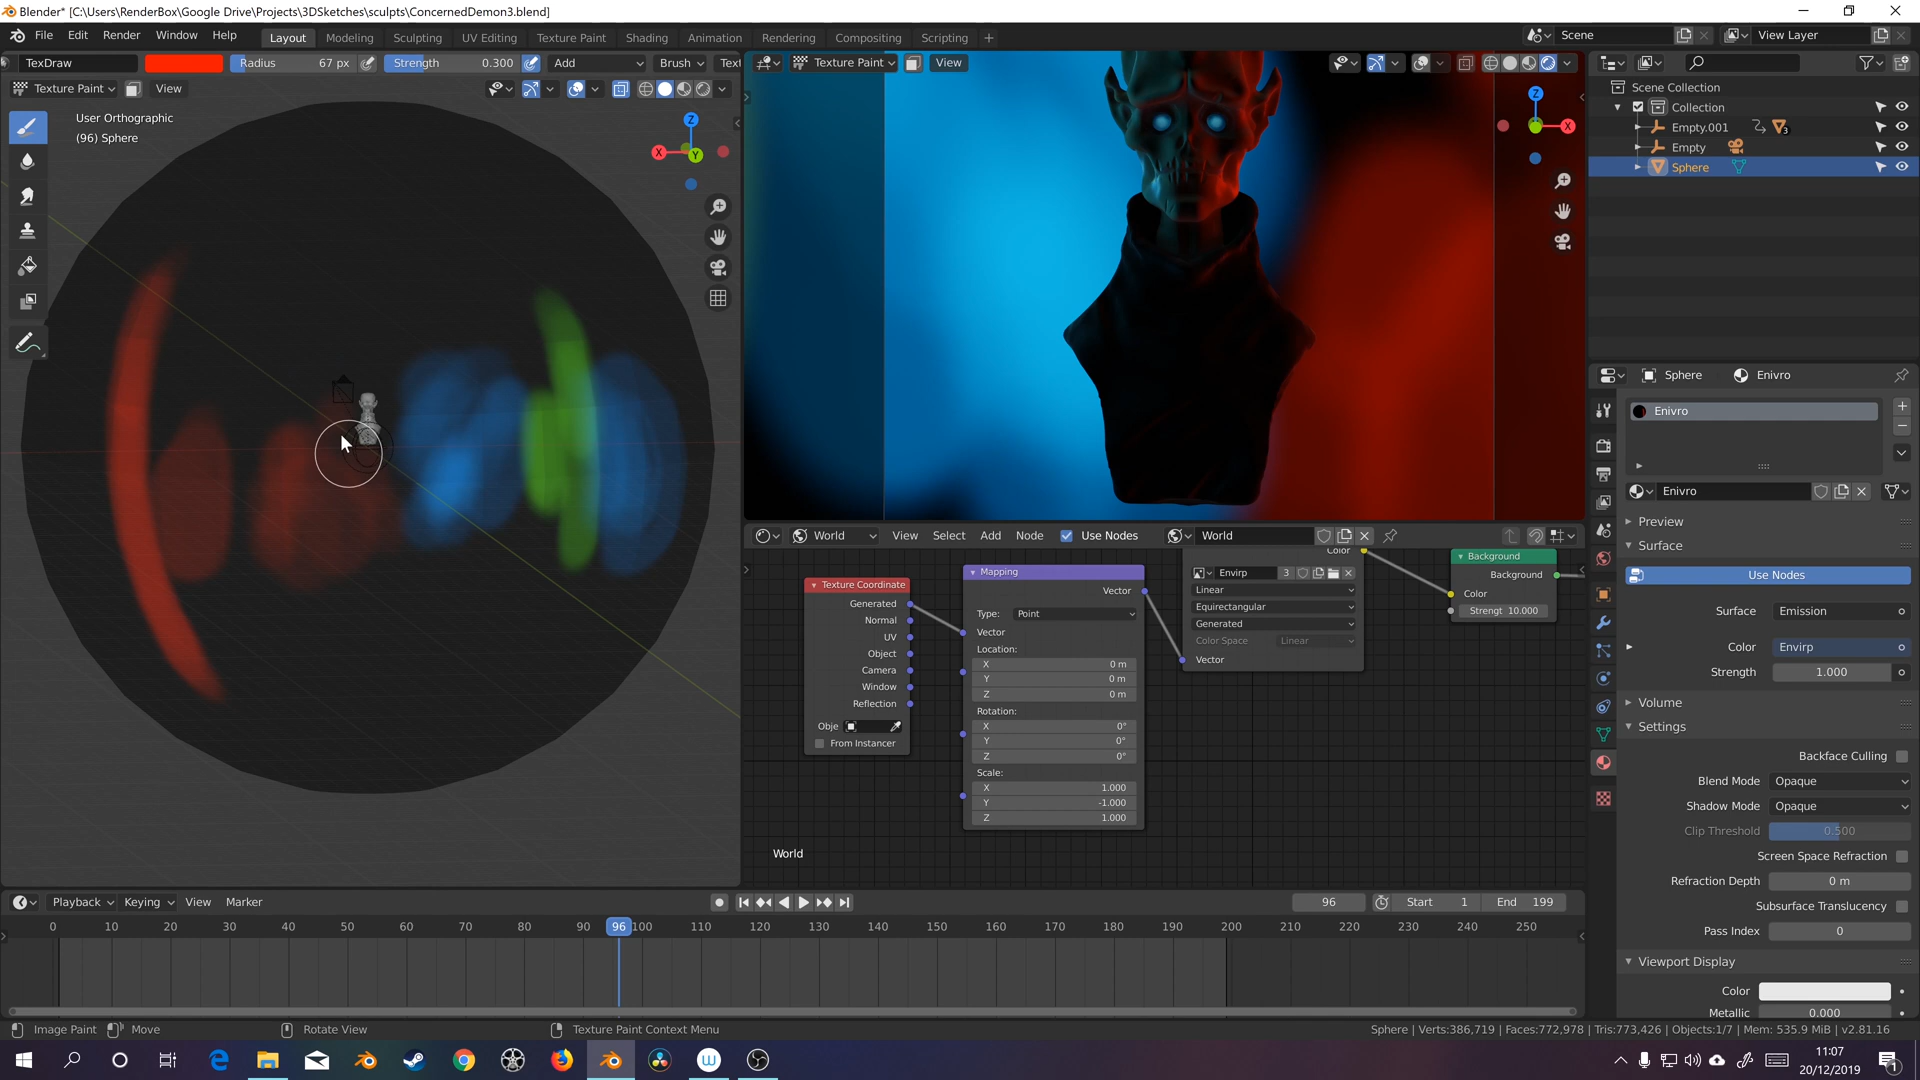 Blender* [C:\Users\RenderBox\Google Drive\Projects\3DSketches\sculpts\ConcernedDemon3.blend]
File Edit Render Window Help
Layout Modeling Sculpting UV Editing Texture Paint Shading Animation Rendering Compositing Scripting +
Scene View Layer
TexDraw Radius 67 px Strength 0.300 Add Brush Text
Texture Paint View
Texture Paint View
User Orthographic
(96) Sphere
Z
X
Y
Z
X
Scene Collection
Collection
Empty.001 3
Empty
Sphere
Sphere Enivro
Enivro
Enivro
Preview
Surface
Use Nodes
Surface Emission
Color Envirp
Strength 1.000
Volume
Settings
Backface Culling
Blend Mode Opaque
Shadow Mode Opaque
Clip Threshold 0.500
Screen Space Refraction
Refraction Depth 0 m
Subsurface Translucency
Pass Index 0
Viewport Display
Color
Metallic 0.000
World View Select Add Node Use Nodes World
Texture Coordinate
Generated
Normal
UV
Object
Camera
Window
Reflection
Obje
From Instancer
Mapping
Vector
Type: Point
Vector
Location:
X 0 m
Y 0 m
Z 0 m
Rotation:
X 0°
Y 0°
Z 0°
Scale:
X 1.000
Y -1.000
Z 1.000
Color
Envirp 3
Linear
Equirectangular
Generated
Color Space Linear
Vector
Background
Background
Color
Strengt 10.000
World
Playback Keying View Marker 96 Start 1 End 199
0 10 20 30 40 50 60 70 80 90 96 100 110 120 130 140 150 160 170 180 190 200 210 220 230 240 250
Image Paint Move Rotate View Texture Paint Context Menu Sphere | Verts:386,719 | Faces:772,978 | Tris:773,426 | Objects:1/7 | Mem: 535.9 MiB | v2.81.16
11:07
20/12/2019
1